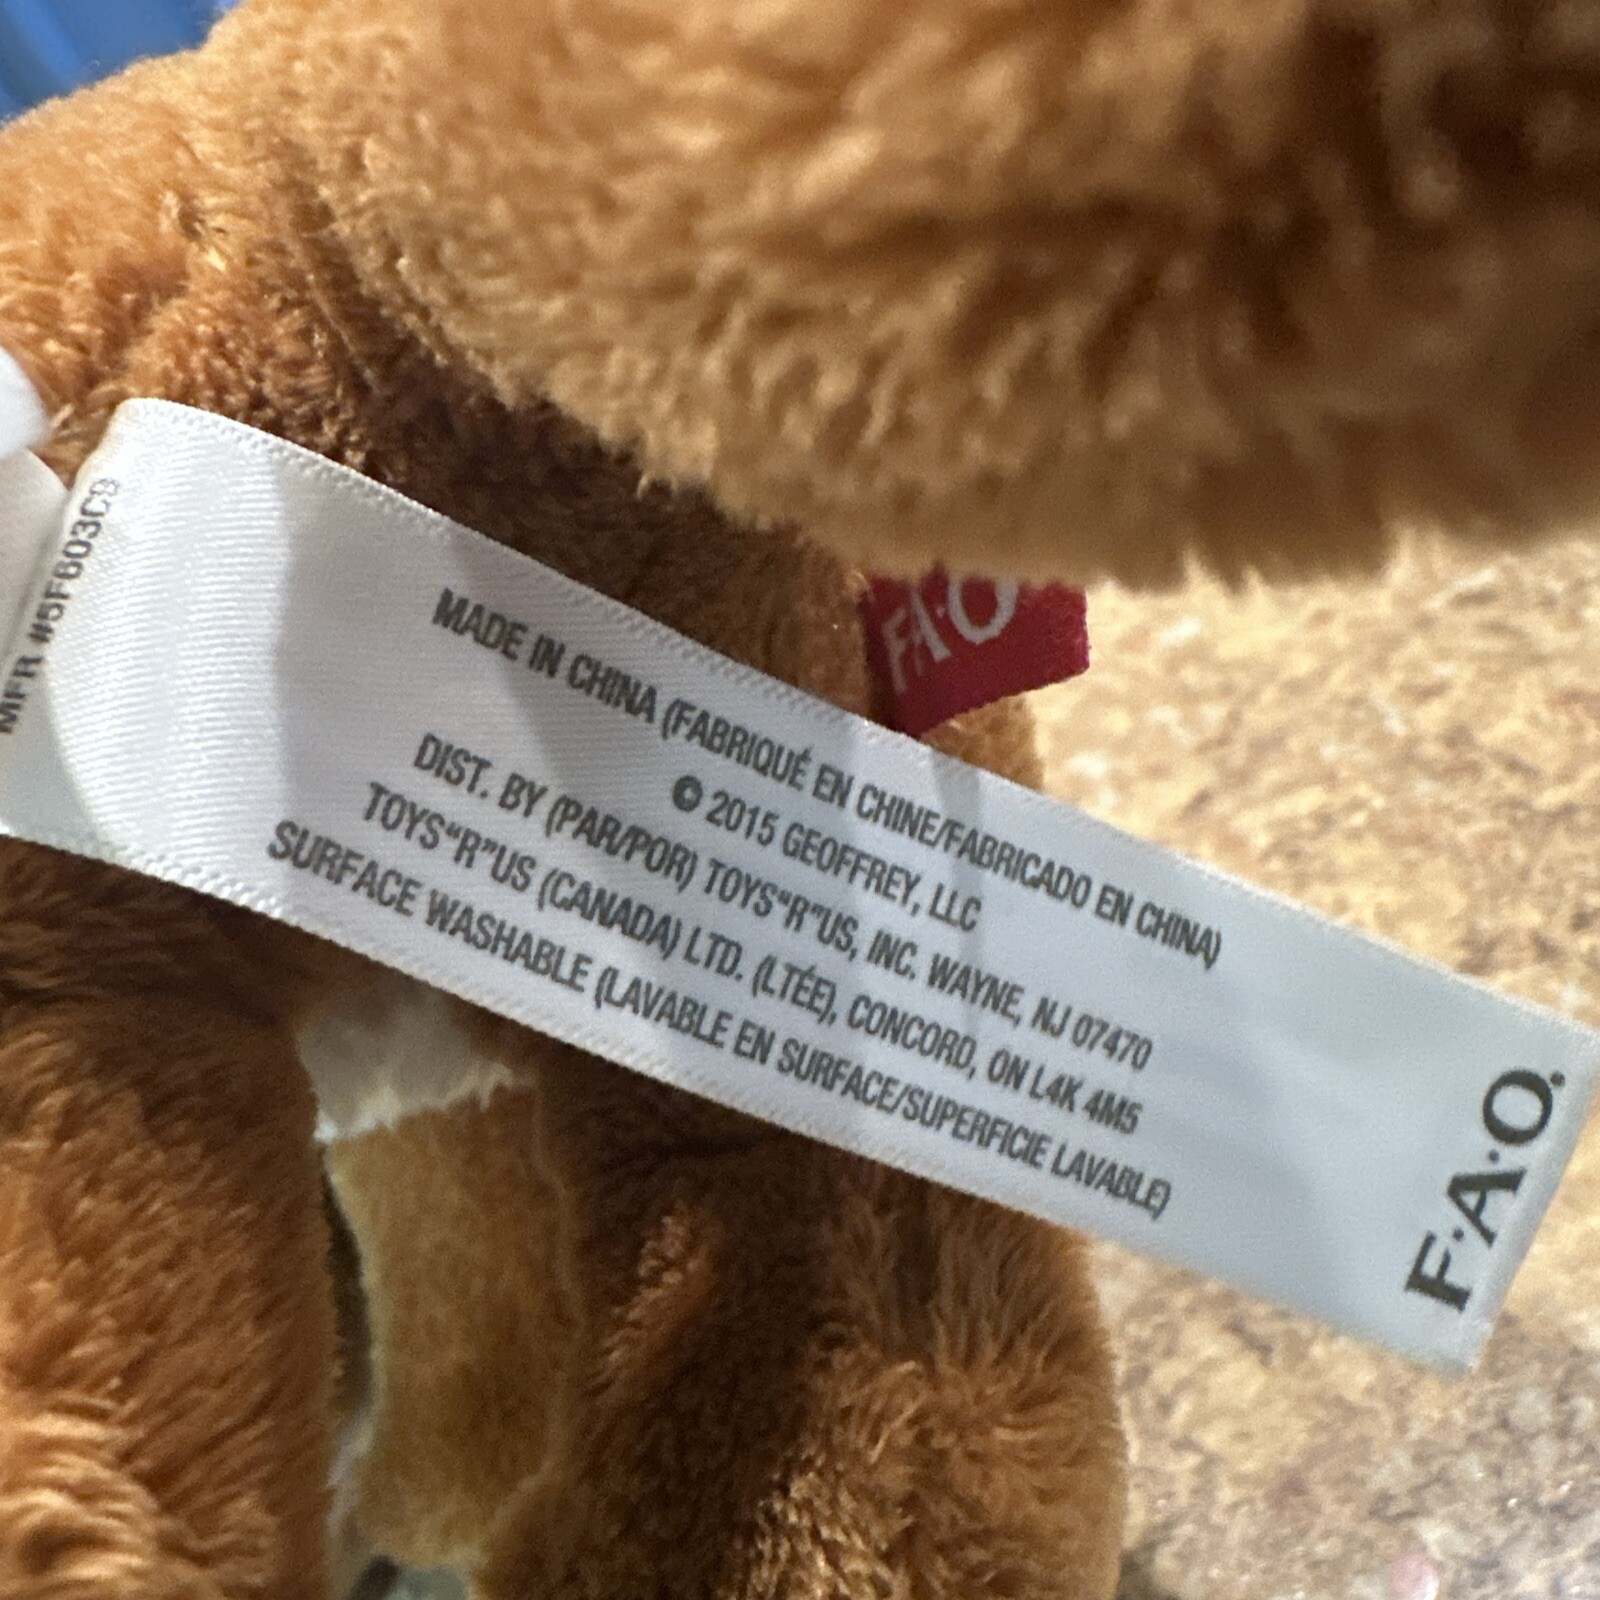 MFR #5F603C9
MADE IN CHINA (FABRIQUÉ EN CHINE/FABRICADO EN CHINA)
© 2015 GEOFFREY, LLC
DIST. BY (PAR/POR) TOYS“R”US, INC. WAYNE, NJ 07470
TOYS“R”US (CANADA) LTD. (LTÉE), CONCORD, ON L4K 4M5
SURFACE WASHABLE (LAVABLE EN SURFACE/SUPERFICIE LAVABLE)
F·A·O.
F·A·O